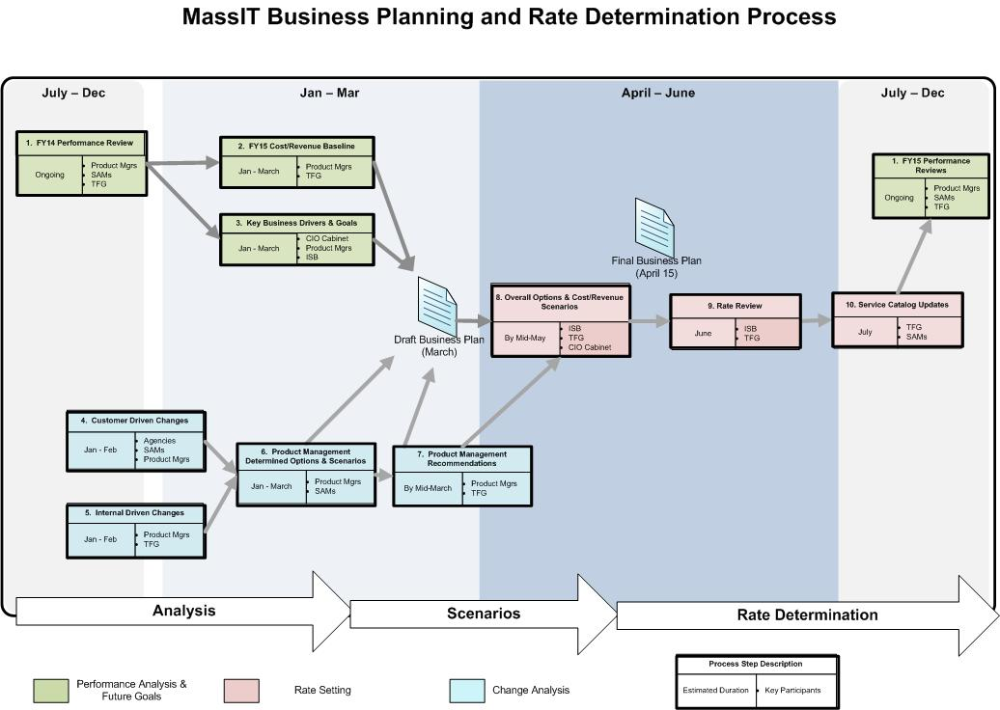 MassIT Business Planning and Rate Determination Process
July – Dec
Jan – Mar
April – June
July – Dec
1. FY14 Performance Review
Ongoing
• Product Mgrs
• SAMs
• TFG
2. FY15 Cost/Revenue Baseline
Jan - March
• Product Mgrs
• TFG
3. Key Business Drivers & Goals
Jan - March
• CIO Cabinet
• Product Mgrs
• ISB
Draft Business Plan
(March)
Final Business Plan
(April 15)
1. FY15 Performance
Reviews
Ongoing
• Product Mgrs
• SAMs
• TFG
8. Overall Options & Cost/Revenue
Scenarios
By Mid-May
• ISB
• TFG
• CIO Cabinet
9. Rate Review
June
• ISB
• TFG
10. Service Catalog Updates
July
• TFG
• SAMs
4. Customer Driven Changes
Jan - Feb
• Agencies
• SAMs
• Product Mgrs
5. Internal Driven Changes
Jan - Feb
• Product Mgrs
• TFG
6. Product Management
Determined Options & Scenarios
Jan - March
• Product Mgrs
• SAMs
7. Product Management
Recommendations
By Mid-March
• Product Mgrs
• TFG
Analysis
Scenarios
Rate Determination
Performance Analysis &
Future Goals
Rate Setting
Change Analysis
Process Step Description
Estimated Duration
• Key Participants